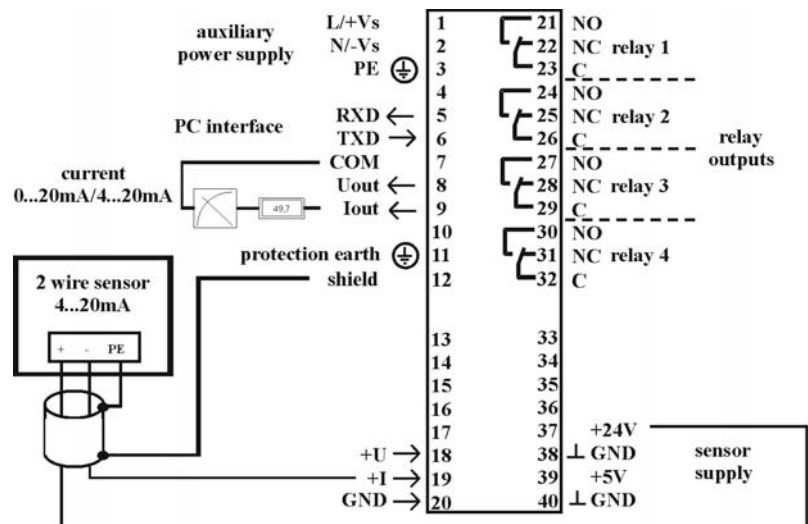 auxiliary
power supply
L/+Vs 1 21 NO
N/-Vs 2 22 NC relay 1
PE 3 23 C
4 24 NO
PC interface
RXD 5 25 NC relay 2
TXD 6 26 C
relay
outputs
current
0...20mA/4...20mA
COM 7 27 NO
Uout 8 28 NC relay 3
49,7
Iout 9 29 C
10 30 NO
protection earth 11 31 NC relay 4
shield 12 32 C
2 wire sensor
4...20mA
+ - PE
13 33
14 34
15 35
16 36
17 37 +24V
+U 18 38 GND
sensor
supply
+I 19 39 +5V
GND 20 40 GND